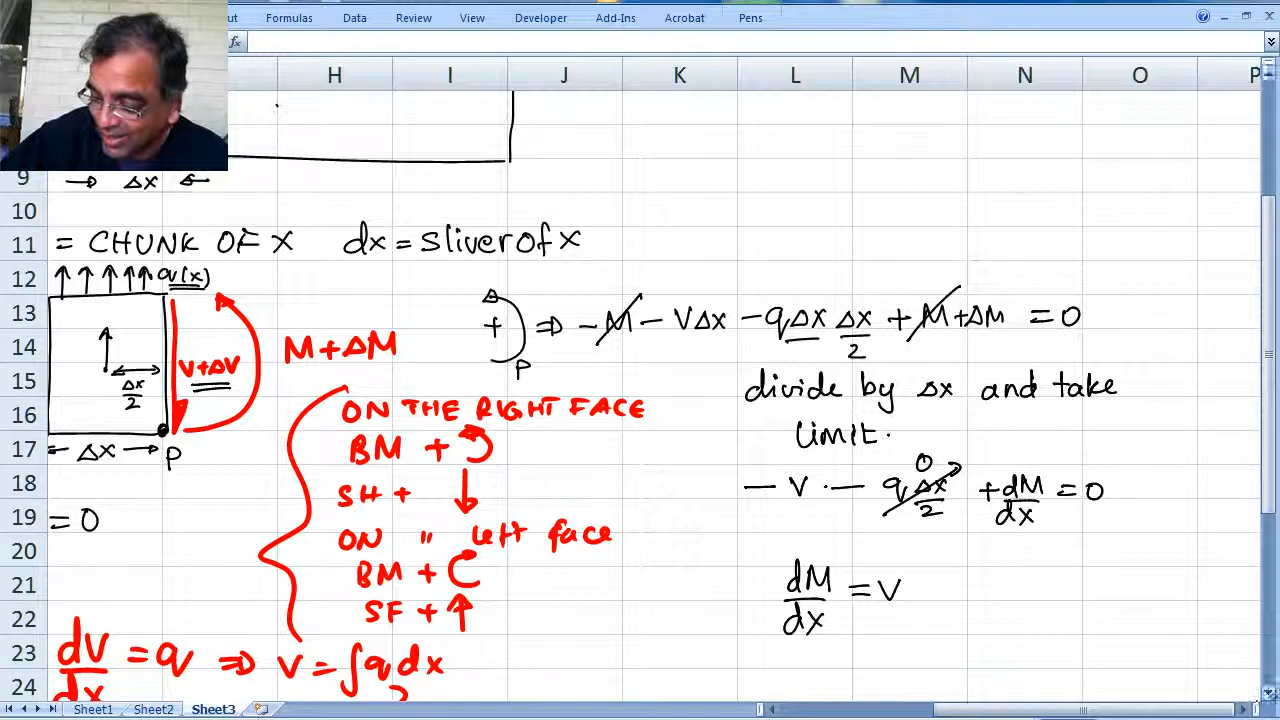 Formulas Data Review View Developer Add-Ins Acrobat Pens
fx
H I J K L M N O P
9 → Δx ←
10
11 = CHUNK OF X dx = sliver of X
12 q(x)
13 + ⇒ - M - VΔx - qΔx Δx/2 + M + ΔM = 0
14 V+ΔV M + ΔM P
15 Δx/2 divide by Δx and take
16 ON THE RIGHT FACE limit.
17 ← Δx → P BM + 
18 SH + ↓ - V - q Δx/2 0 + dM/dx = 0
19 = 0 ON " left face
20 BM +
21 SF + ↑ dM/dx = V
22
23 dV/dx = q ⇒ V = ∫q dx
24
Sheet1 Sheet2 Sheet3